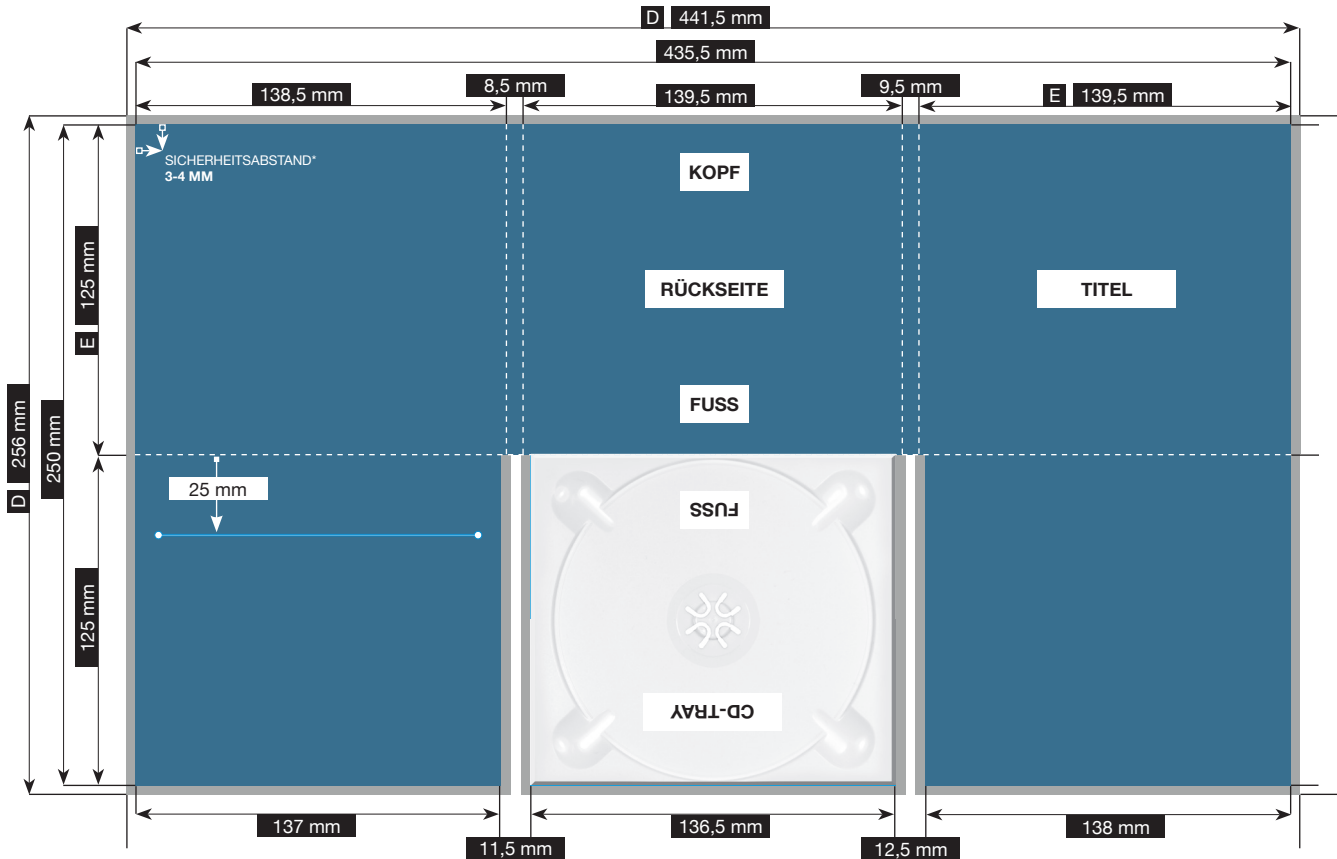 D 441,5 mm
435,5 mm
138,5 mm
8,5 mm
139,5 mm
9,5 mm
E 139,5 mm
SICHERHEITSABSTAND*
3-4 MM
KOPF
125 mm
E
RÜCKSEITE
TITEL
FUSS
D 256 mm
250 mm
25 mm
FUSS
125 mm
CD-TRAY
137 mm
11,5 mm
136,5 mm
12,5 mm
138 mm